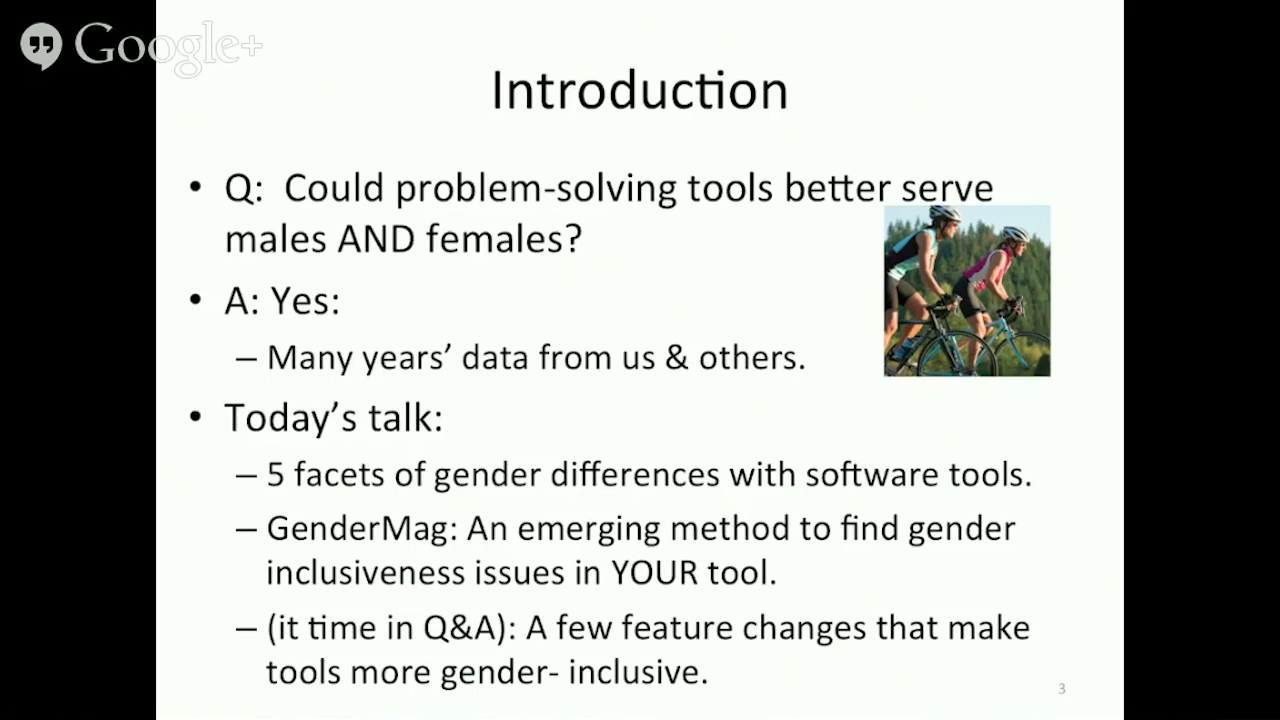 Google+
Introduction
• Q: Could problem-solving tools better serve
males AND females?
• A: Yes:
– Many years’ data from us & others.
• Today’s talk:
– 5 facets of gender differences with software tools.
– GenderMag: An emerging method to find gender
inclusiveness issues in YOUR tool.
– (it time in Q&A): A few feature changes that make
tools more gender- inclusive.
3